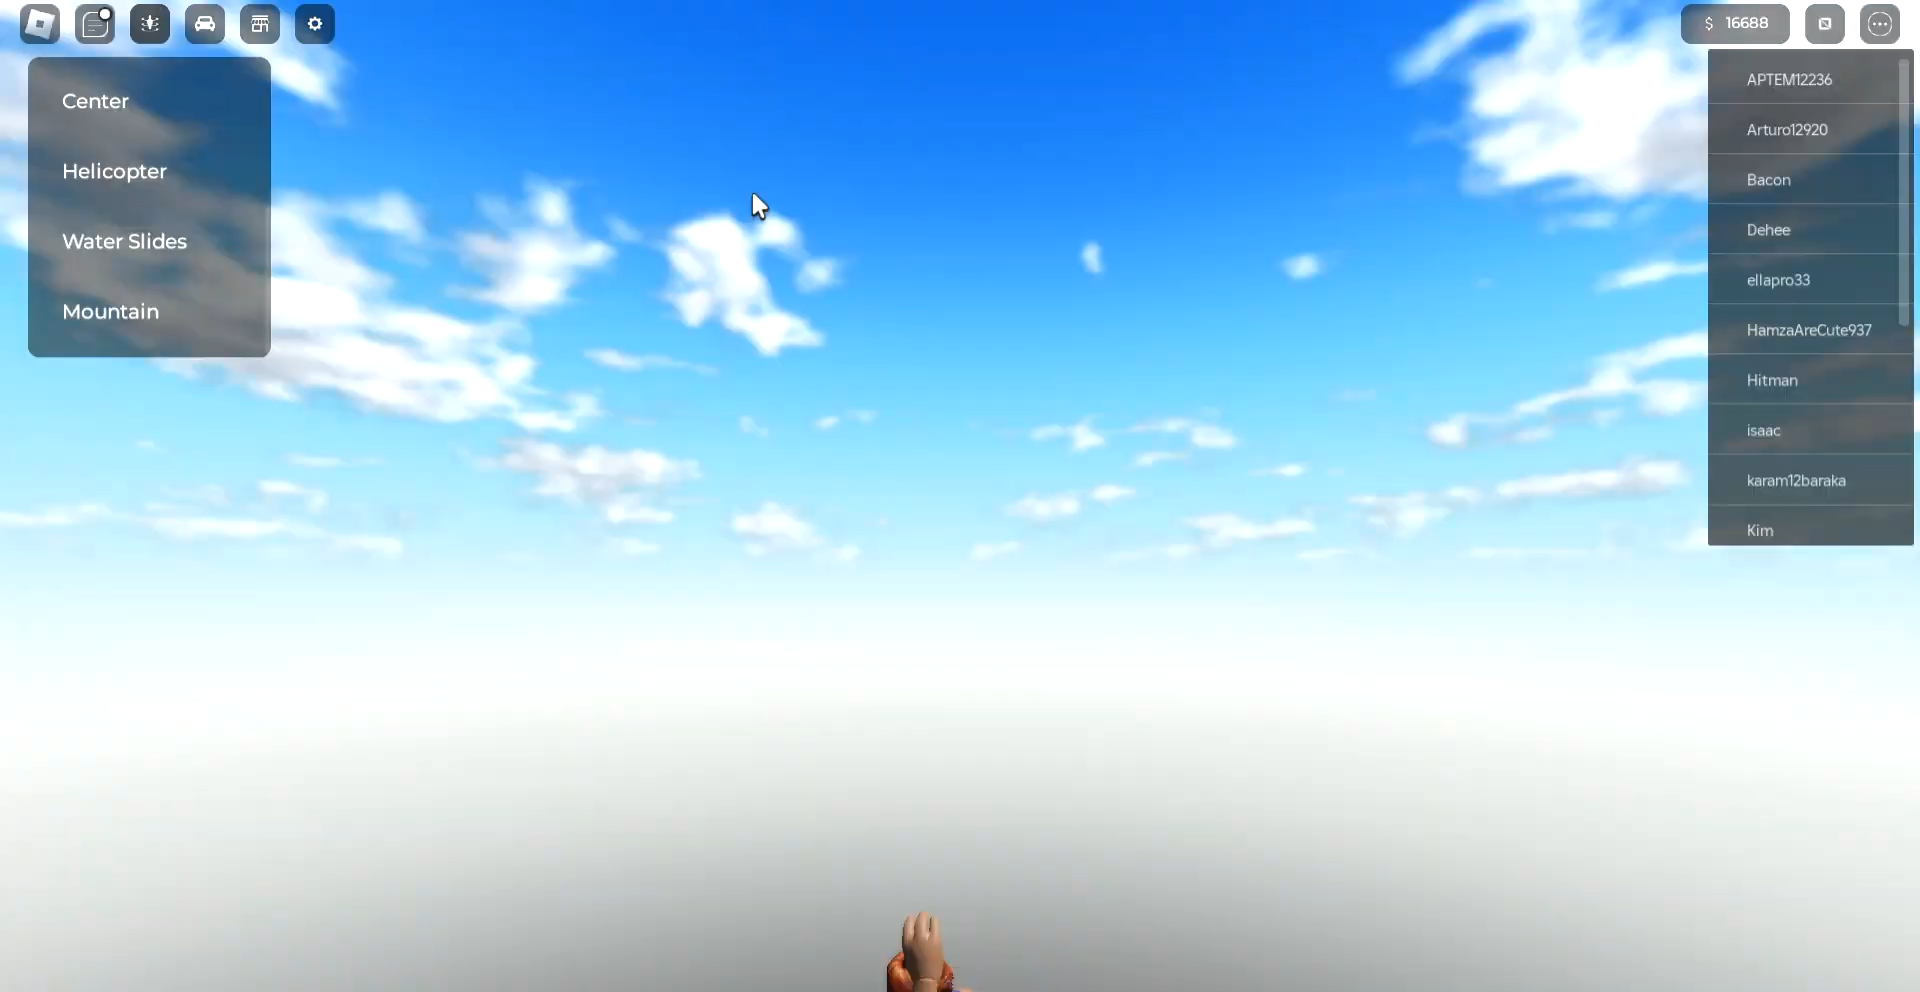 $ 16688
Center
Helicopter
Water Slides
Mountain
APTEM12236
Arturo12920
Bacon
Dehee
ellapro33
HamzaAreCute937
Hitman
isaac
karam12baraka
Kim